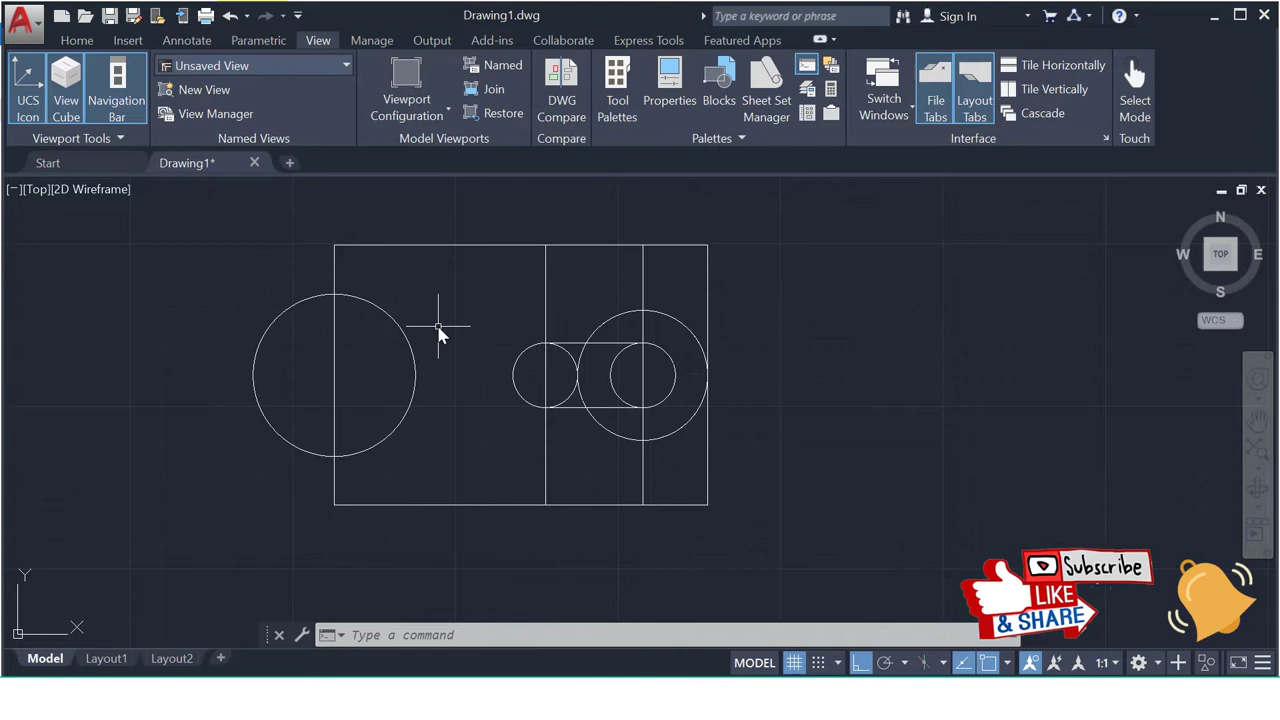 Drawing1.dwg
Type a keyword or phrase
Sign In
Home Insert Annotate Parametric View Manage Output Add-ins Collaborate Express Tools Featured Apps
UCS Icon
View Cube
Navigation Bar
Unsaved View
New View
View Manager
Viewport Configuration
Named
Join
Restore
DWG Compare
Tool Palettes
Properties
Blocks
Sheet Set Manager
Switch Windows
File Tabs
Layout Tabs
Tile Horizontally
Tile Vertically
Cascade
Select Mode
Viewport Tools Named Views Model Viewports Compare Palettes Interface Touch
Start Drawing1*
[−][Top][2D Wireframe]
N
W TOP E
S
WCS
Subscribe
LIKE
& SHARE
Y
X
Type a command
Model Layout1 Layout2
MODEL 1:1